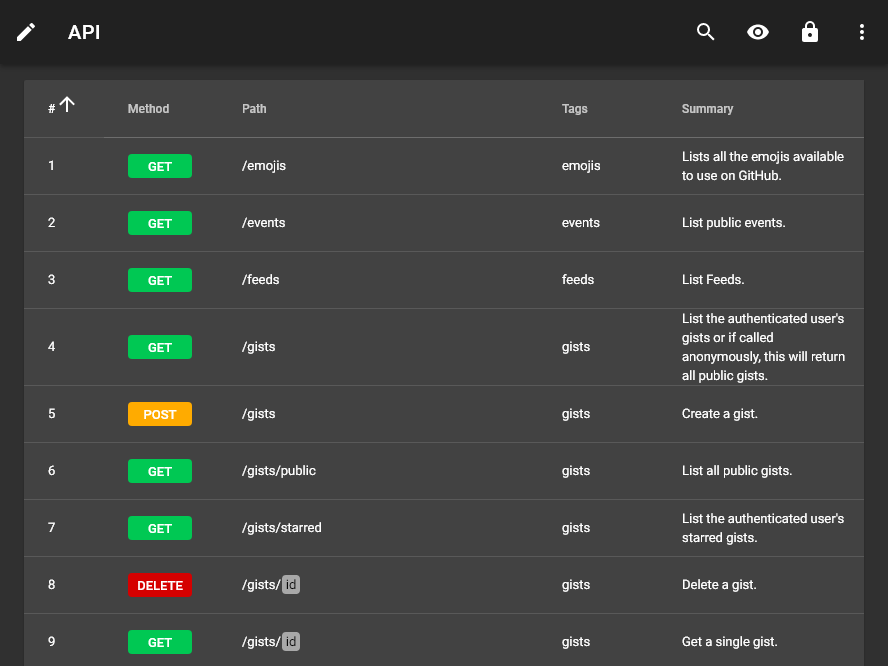 API
# Method Path Tags Summary
1 GET /emojis emojis Lists all the emojis available
to use on GitHub.
2 GET /events events List public events.
3 GET /feeds feeds List Feeds.
4 GET /gists gists List the authenticated user's
gists or if called
anonymously, this will return
all public gists.
5 POST /gists gists Create a gist.
6 GET /gists/public gists List all public gists.
7 GET /gists/starred gists List the authenticated user's
starred gists.
8 DELETE /gists/id gists Delete a gist.
9 GET /gists/id gists Get a single gist.